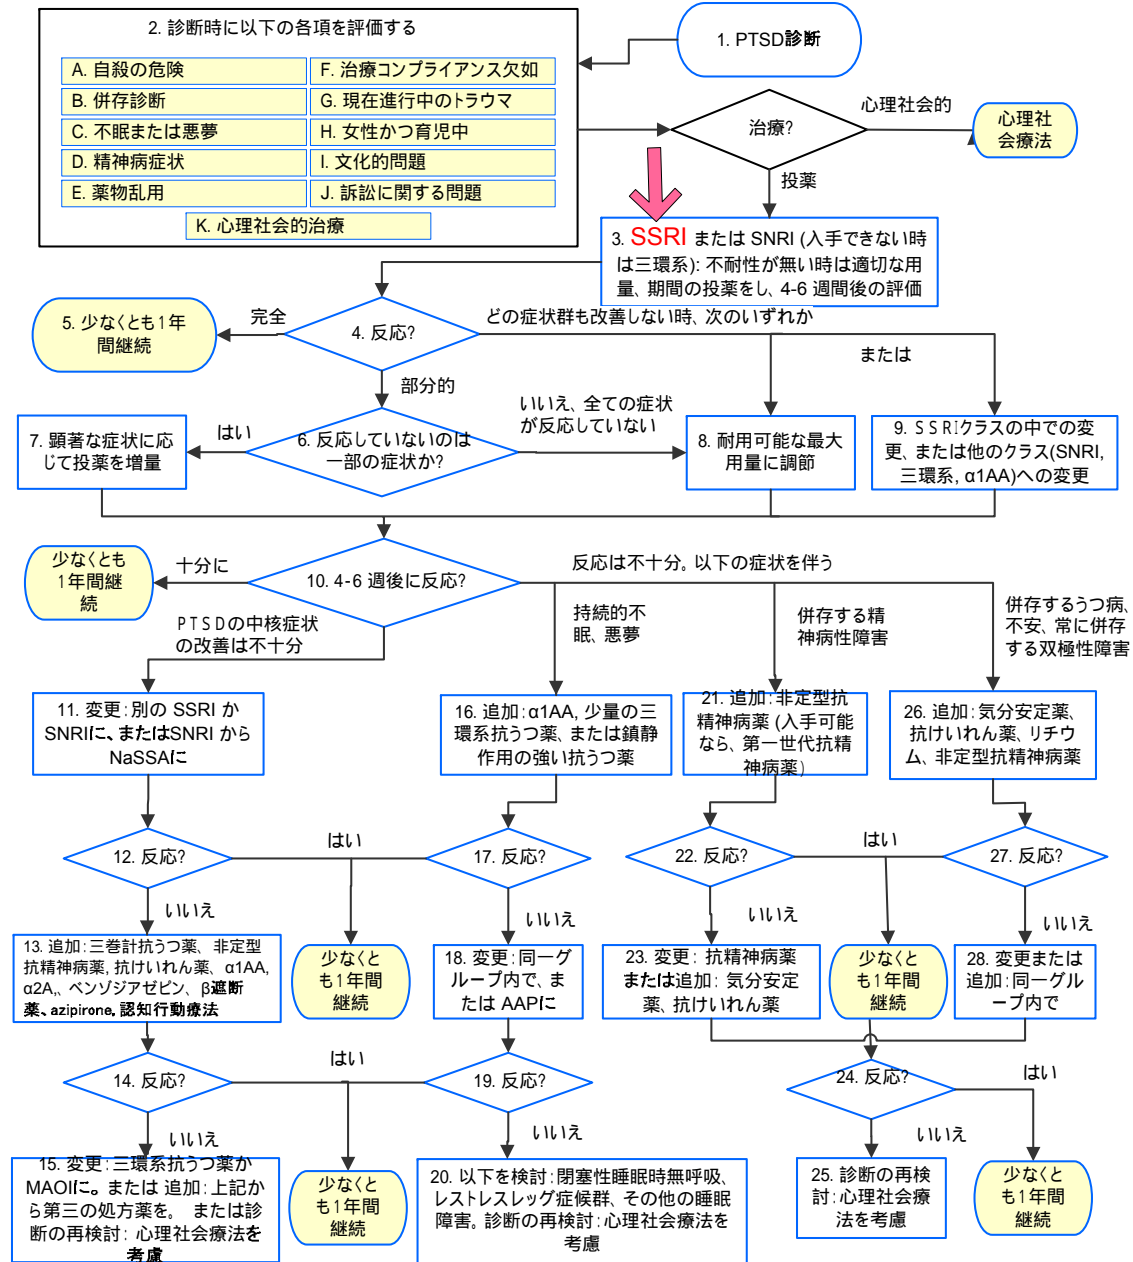 2. 診断時に以下の各項を評価する
1. PTSD診断
A. 自殺の危険
F. 治療コンプライアンス欠如
B. 併存診断
G. 現在進行中のトラウマ
C. 不眠または悪夢
H. 女性かつ育児中
D. 精神病症状
I. 文化的問題
E. 薬物乱用
J. 訴訟に関する問題
K. 心理社会的治療
治療?
心理社会的
心理社
会療法
投薬
3. SSRI または SNRI (入手できない時
は三環系): 不耐性が無い時は適切な用
量、期間の投薬をし、4-6 週間後の評価
4. 反応?
完全
5. 少なくとも1年
間継続
どの症状群も改善しない時、次のいずれか
または
部分的
6. 反応していないのは
一部の症状か?
はい
7. 顕著な症状に応
じて投薬を増量
いいえ、全ての症状
が反応していない
8. 耐用可能な最大
用量に調節
9. SSRIクラスの中での変
更、または他のクラス(SNRI,
三環系, α1AA)への変更
10. 4-6 週後に反応?
十分に
少なくとも
1年間継
続
反応は不十分。以下の症状を伴う
PTSDの中核症状
の改善は不十分
持続的不
眠、悪夢
併存する精
神病性障害
併存するうつ病、
不安、常に併存
する双極性障害
11. 変更：別の SSRI か
SNRIに、またはSNRI から
NaSSAに
16. 追加：α1AA, 少量の三
環系抗うつ薬、または鎮静
作用の強い抗うつ薬
21. 追加：非定型抗
精神病薬 (入手可能
なら、第一世代抗精
神病薬)
26. 追加：気分安定薬、
抗けいれん薬、リチウ
ム、非定型抗精神病薬
12. 反応?
はい
17. 反応?
22. 反応?
はい
27. 反応?
いいえ
いいえ
いいえ
いいえ
13. 追加：三巻計抗うつ薬、非定型
抗精神病薬, 抗けいれん薬、α1AA,
α2A,、ベンゾジアゼピン、β遮断
薬、azipirone, 認知行動療法
少なくと
も1年間
継続
18. 変更：同一グ
ループ内で、ま
たは AAPに
23. 変更：抗精神病薬
または追加：気分安定
薬、抗けいれん薬
少なくと
も1年間
継続
28. 変更または
追加：同一グル
ープ内で
14. 反応?
はい
19. 反応?
24. 反応?
はい
いいえ
いいえ
いいえ
15. 変更：三環系抗うつ薬か
MAOIに。または 追加：上記か
ら第三の処方薬を。 または診
断の再検討：心理社会療法を
考慮
少なくと
も1年間
継続
20. 以下を検討：閉塞性睡眠時無呼吸、
レストレスレッグ症候群、その他の睡眠
障害。診断の再検討：心理社会療法を
考慮
25. 診断の再検
討：心理社会療
法を考慮
少なくと
も1年間
継続